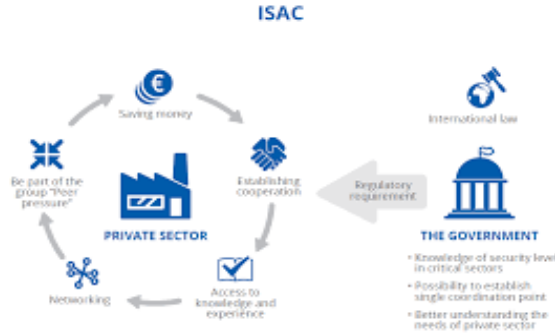 ISAC
Saving money
International law
Be part of the
group "Peer
pressure"
Establishing
cooperation
Regulatory
requirement
PRIVATE SECTOR
THE GOVERNMENT
Networking
Access to
knowledge and
experience
• Knowledge of security level
in critical sectors
• Possibility to establish
single coordination point
• Better understanding the
needs of private sector